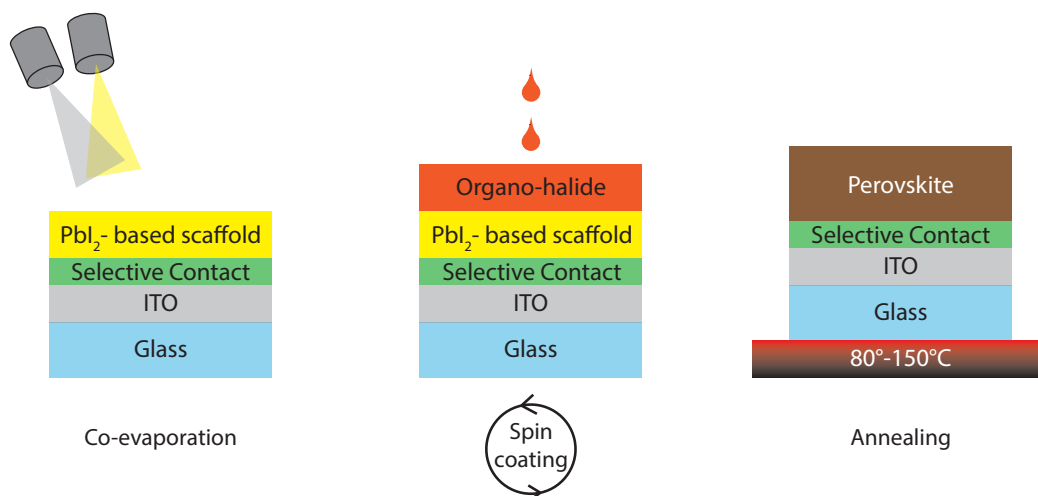 PbI₂- based scaffold
Selective Contact
ITO
Glass
Co-evaporation
Organo-halide
PbI₂- based scaffold
Selective Contact
ITO
Glass
Spin
coating
Perovskite
Selective Contact
ITO
Glass
80°-150°C
Annealing